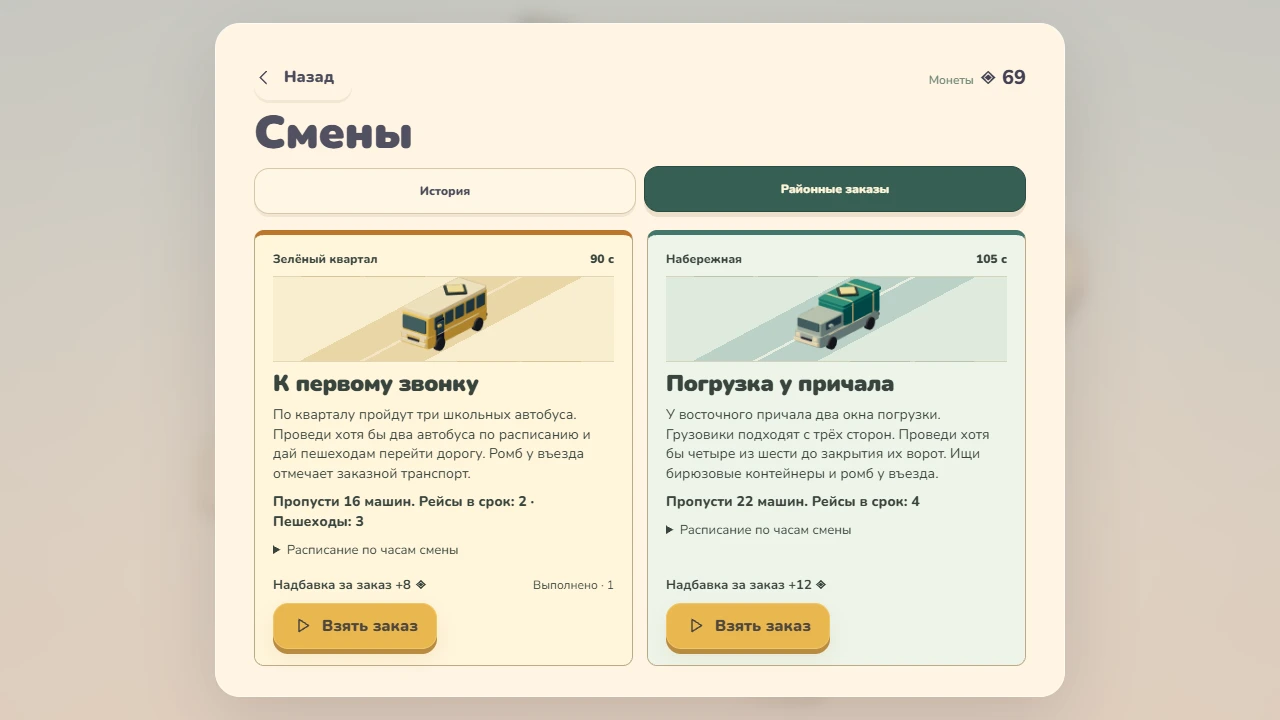 Назад
Монеты 69
Смены
История
Районные заказы
Зелёный квартал 90 с
К первому звонку
По кварталу пройдут три школьных автобуса.
Проведи хотя бы два автобуса по расписанию и
дай пешеходам перейти дорогу. Ромб у въезда
отмечает заказной транспорт.
Пропусти 16 машин. Рейсы в срок: 2 ·
Пешеходы: 3
Расписание по часам смены
Надбавка за заказ +8
Выполнено · 1
Взять заказ
Набережная 105 с
Погрузка у причала
У восточного причала два окна погрузки.
Грузовики подходят с трёх сторон. Проведи хотя
бы четыре из шести до закрытия их ворот. Ищи
бирюзовые контейнеры и ромб у въезда.
Пропусти 22 машин. Рейсы в срок: 4
Расписание по часам смены
Надбавка за заказ +12
Взять заказ